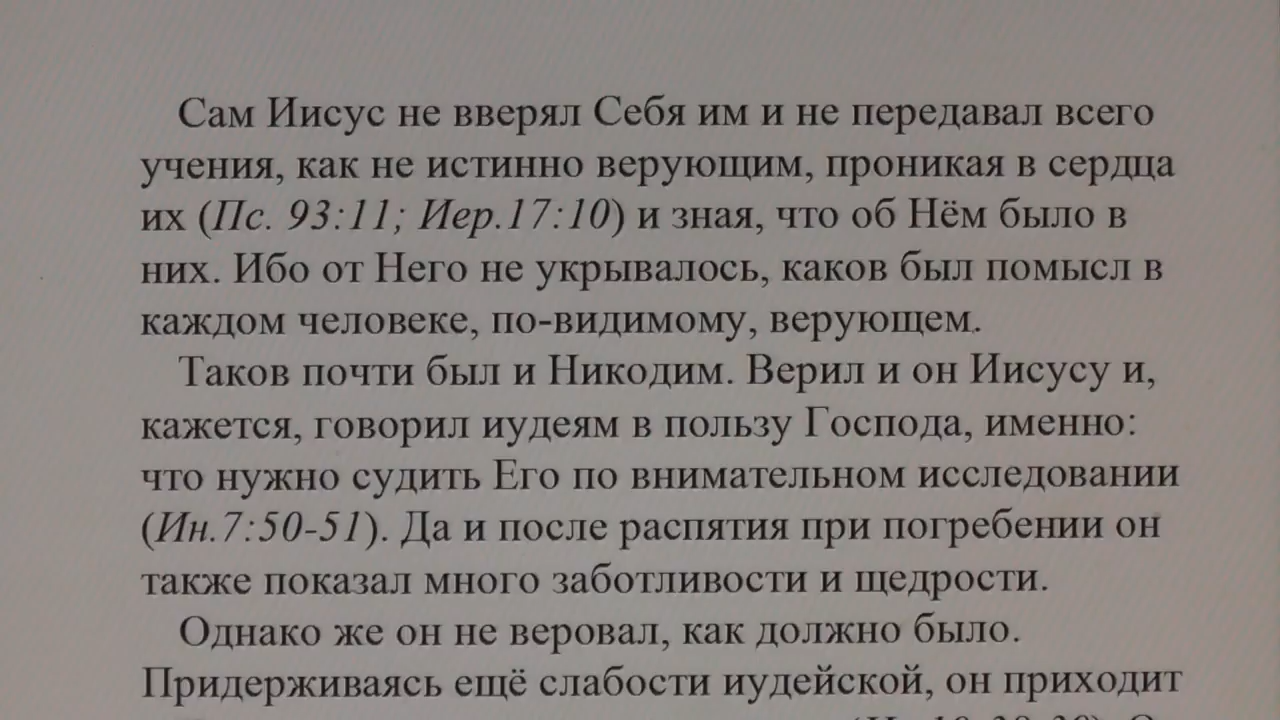 Сам Иисус не вверял Себя им и не передавал всего
учения, как не истинно верующим, проникая в сердца
их (Пс. 93:11; Иер.17:10) и зная, что об Нём было в
них. Ибо от Него не укрывалось, каков был помысл в
каждом человеке, по-видимому, верующем.
Таков почти был и Никодим. Верил и он Иисусу и,
кажется, говорил иудеям в пользу Господа, именно:
что нужно судить Его по внимательном исследовании
(Ин.7:50-51). Да и после распятия при погребении он
также показал много заботливости и щедрости.
Однако же он не веровал, как должно было.
Придерживаясь ещё слабости иудейской, он приходит